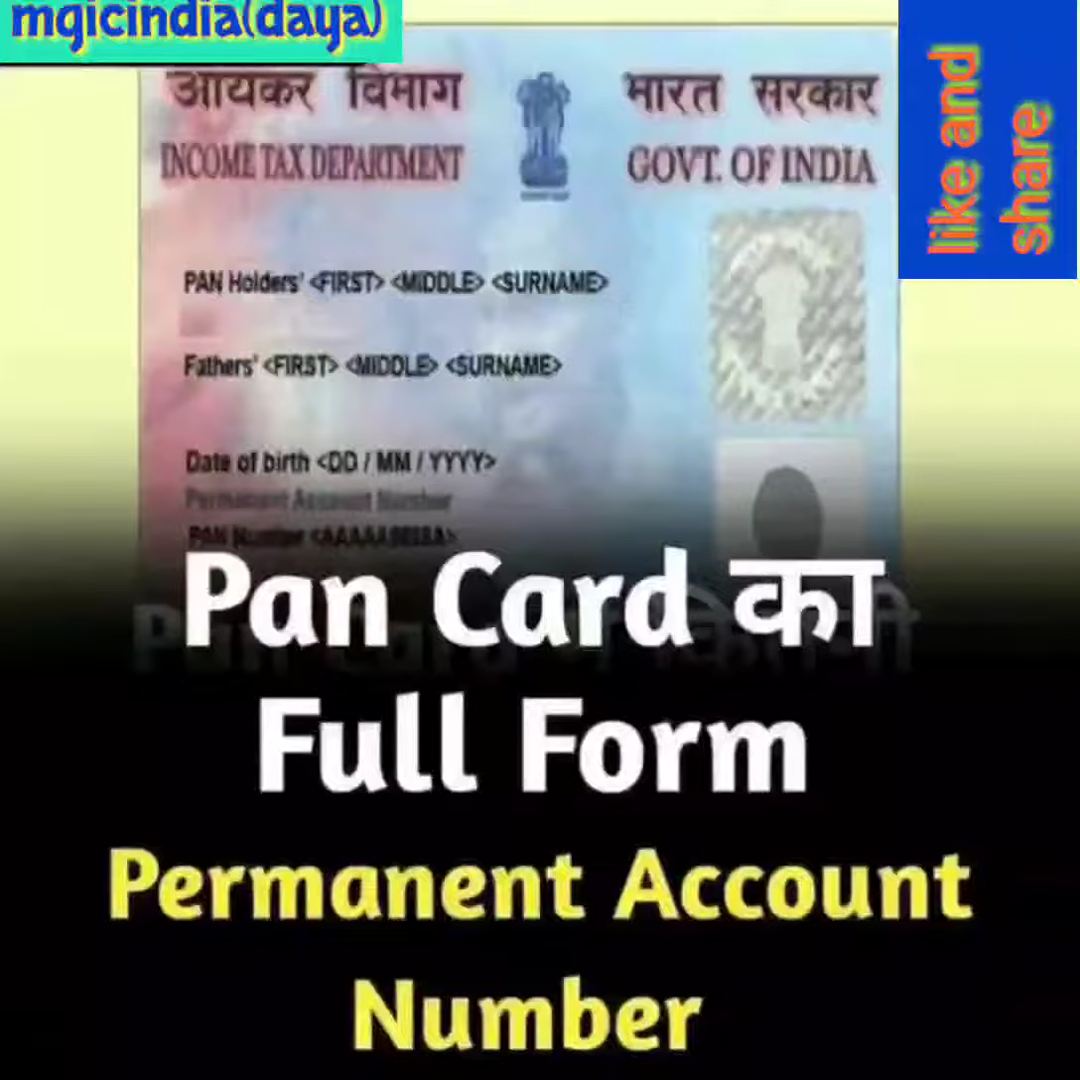 mgicindia(daya)
like and
share
आयकर विभाग
भारत सरकार
INCOME TAX DEPARTMENT
GOVT. OF INDIA
PAN Holders' <FIRST> <MIDDLE> <SURNAME>
Fathers' <FIRST> <MIDDLE> <SURNAME>
Date of birth <DD / MM / YYYY>
Permanent Account Number
PAN Number
Pan Card का
Full Form
Permanent Account
Number